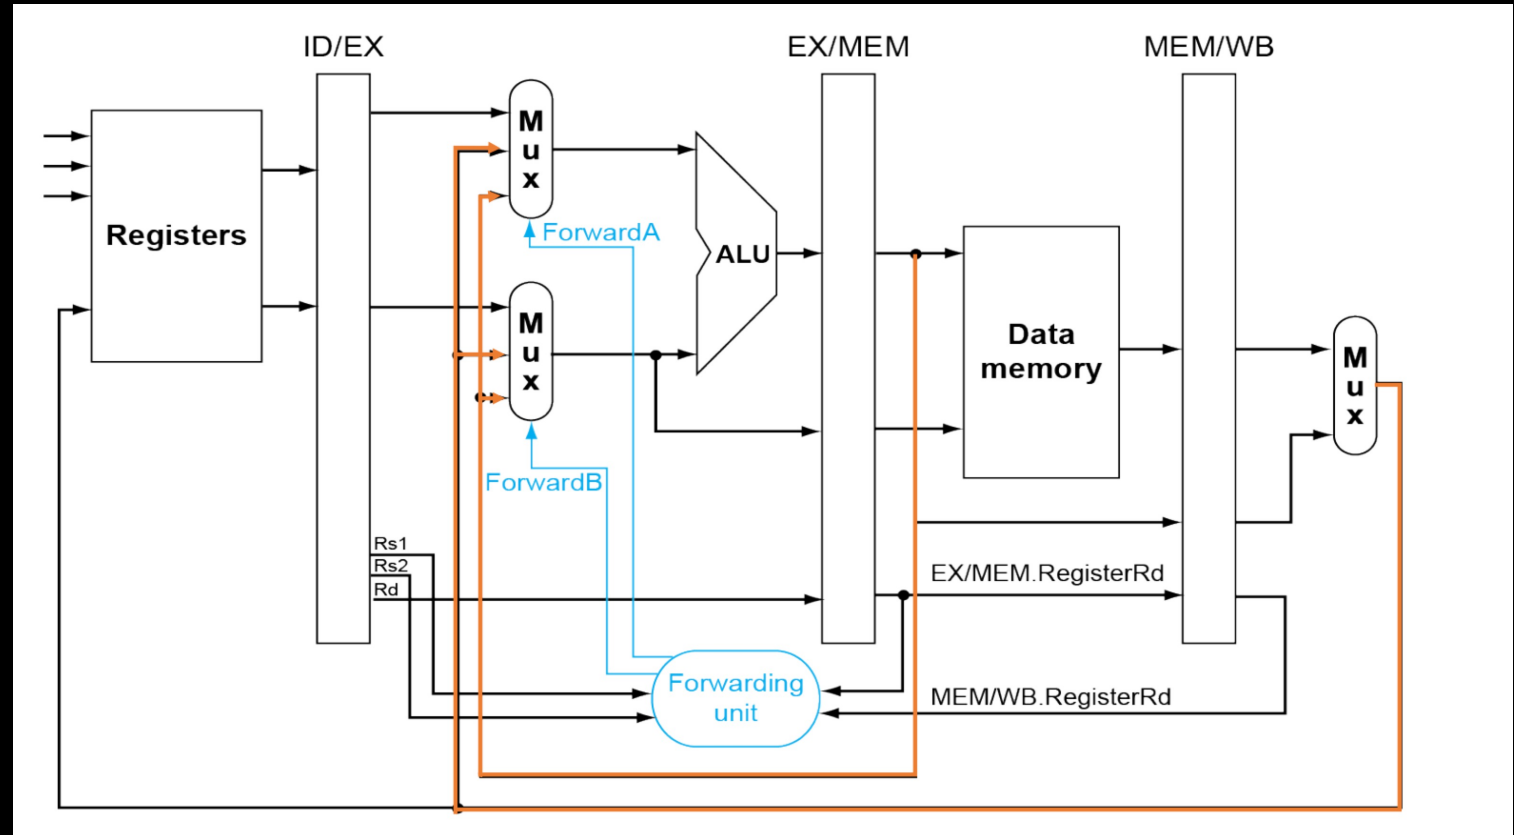 ID/EX
EX/MEM
MEM/WB
Registers
M
u
x
ForwardA
M
u
x
ForwardB
ALU
Data
memory
M
u
x
Rs1
Rs2
Rd
EX/MEM.RegisterRd
Forwarding
unit
MEM/WB.RegisterRd